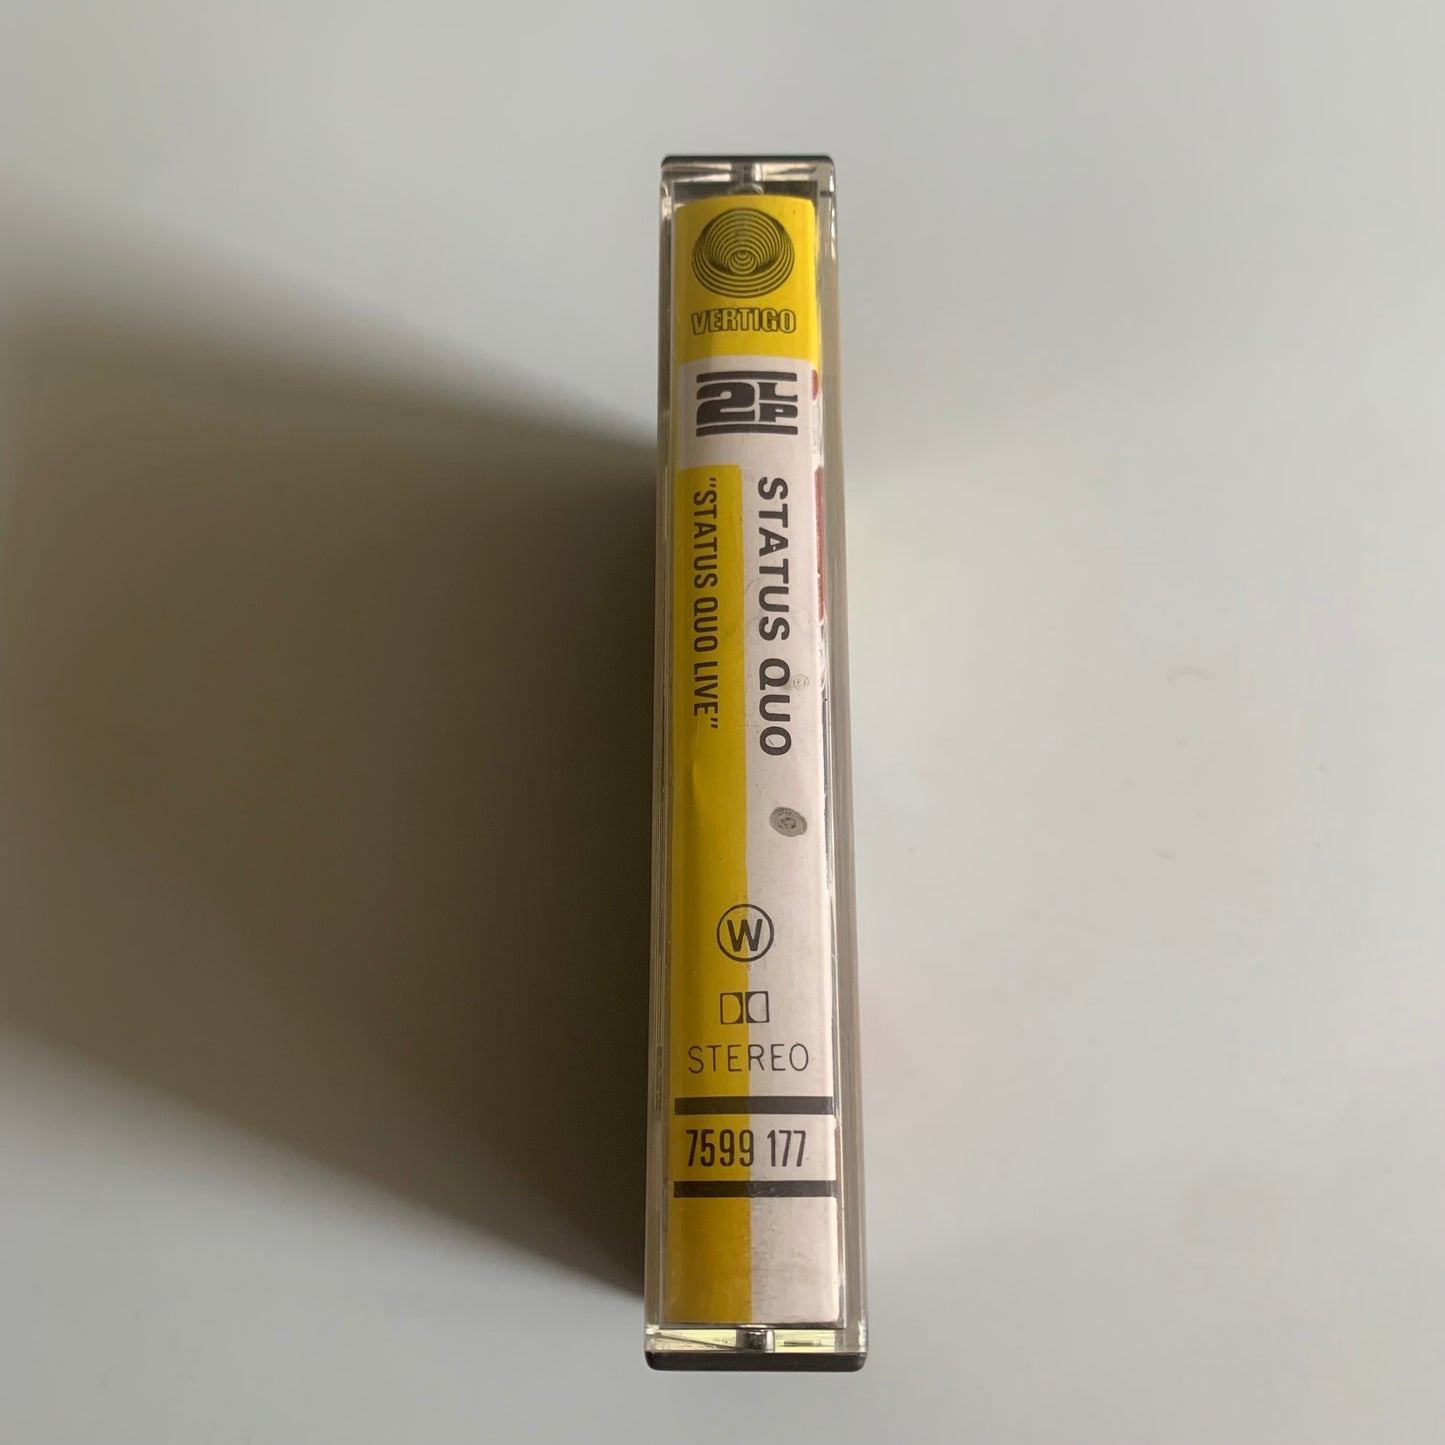 VERTIGO
2LP
STATUS QUO
"STATUS QUO LIVE"
W
STEREO
7599 177